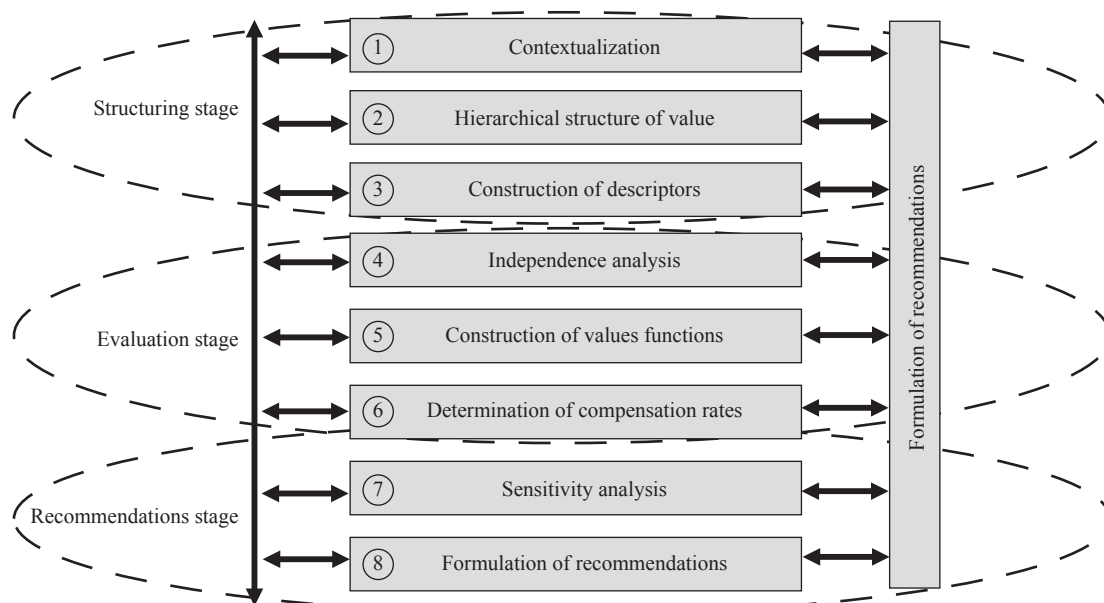 1 Contextualization
Structuring stage
2 Hierarchical structure of value
3 Construction of descriptors
4 Independence analysis
Evaluation stage
5 Construction of values functions
6 Determination of compensation rates
7 Sensitivity analysis
Recommendations stage
8 Formulation of recommendations
Formulation of recommendations